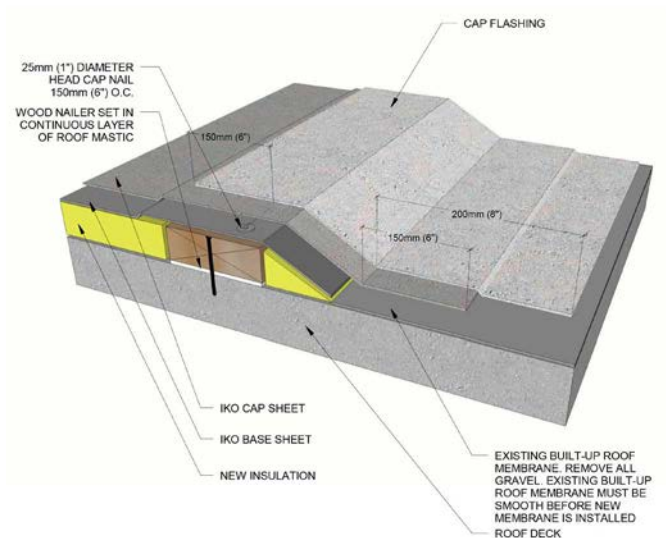 CAP FLASHING
25mm (1") DIAMETER
HEAD CAP NAIL
150mm (6") O.C.
WOOD NAILER SET IN
CONTINUOUS LAYER
OF ROOF MASTIC
150mm (6")
200mm (8")
150mm (6")
IKO CAP SHEET
IKO BASE SHEET
NEW INSULATION
EXISTING BUILT-UP ROOF
MEMBRANE. REMOVE ALL
GRAVEL. EXISTING BUILT-UP
ROOF MEMBRANE MUST BE
SMOOTH BEFORE NEW
MEMBRANE IS INSTALLED
ROOF DECK